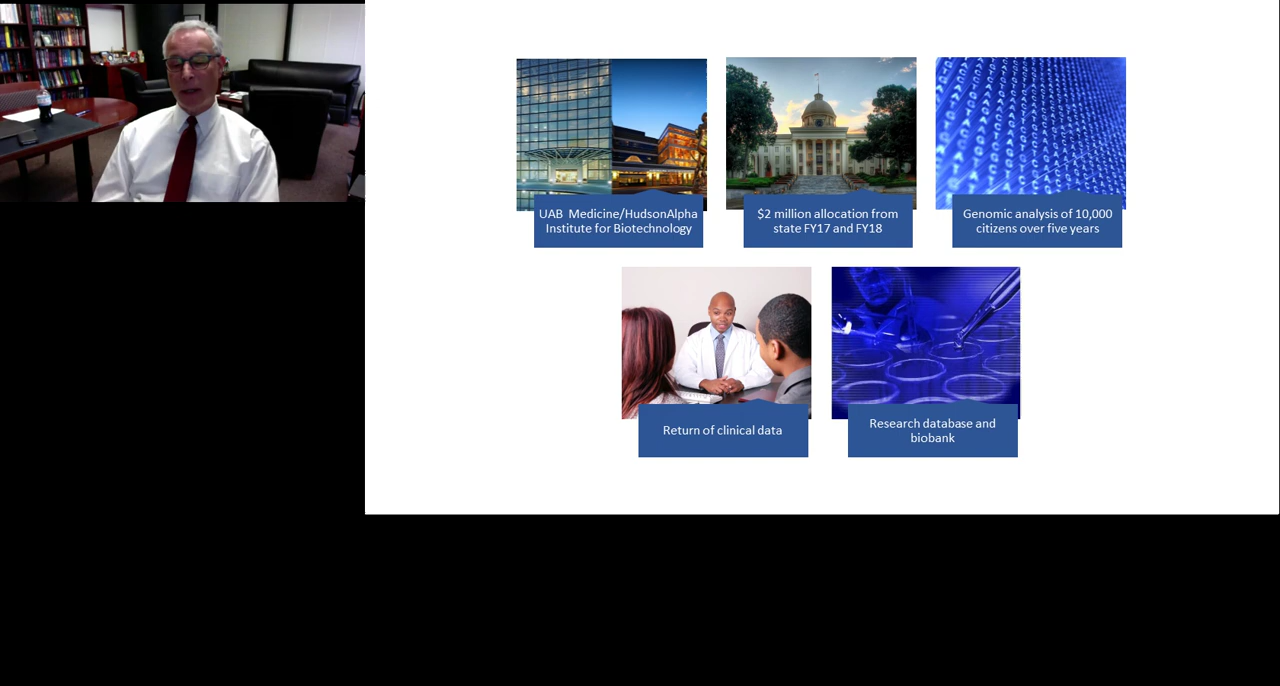 UAB Medicine/HudsonAlpha
Institute for Biotechnology
$2 million allocation from
state FY17 and FY18
Genomic analysis of 10,000
citizens over five years
Return of clinical data
Research database and
biobank